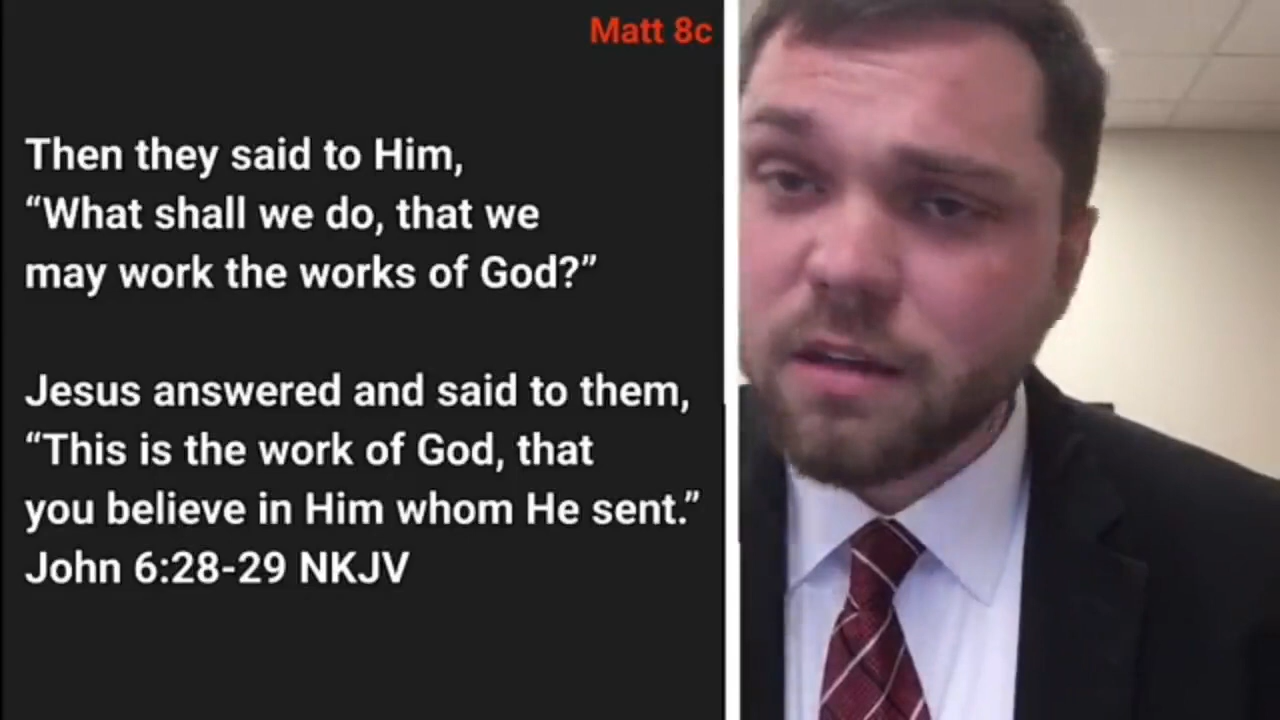 Matt 8c
Then they said to Him,
“What shall we do, that we
may work the works of God?”
Jesus answered and said to them,
“This is the work of God, that
you believe in Him whom He sent.”
John 6:28-29 NKJV